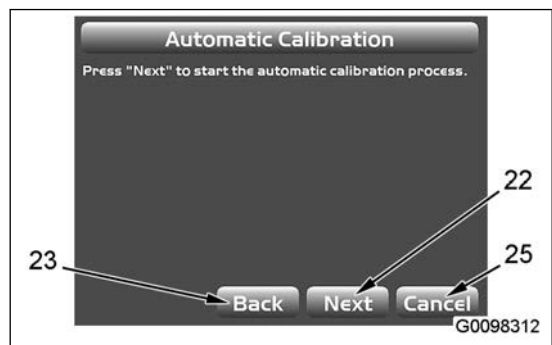 Automatic Calibration
Press "Next" to start the automatic calibration process.
22
23
25
Back Next Cancel
G0098312